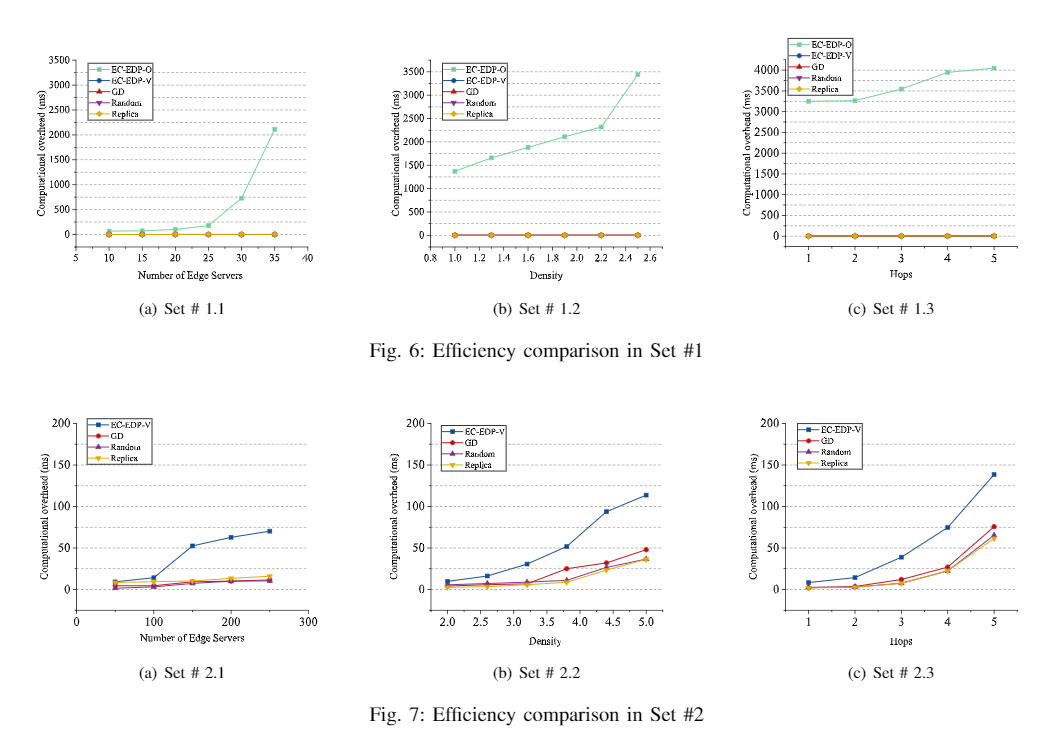 3500
3000
2500
2000
1500
1000
500
0
Computational overhead (ms)
EC-EDP-O
EC-EDP-V
GD
Random
Replica
5 10 15 20 25 30 35 40
Number of Edge Servers
(a) Set # 1.1
3500
3000
2500
2000
1500
1000
500
0
Computational overhead (ms)
EC-EDP-O
EC-EDP-V
GD
Random
Replica
0.8 1.0 1.2 1.4 1.6 1.8 2.0 2.2 2.4 2.6
Density
(b) Set # 1.2
4000
3500
3000
2500
2000
1500
1000
500
0
Computational overhead (ms)
EC-EDP-O
EC-EDP-V
GD
Random
Replica
1 2 3 4 5
Hops
(c) Set # 1.3
Fig. 6: Efficiency comparison in Set #1
200
150
100
50
0
Computational overhead (ms)
EC-EDP-V
GD
Random
Replica
0 100 200 300
Number of Edge Servers
(a) Set # 2.1
200
150
100
50
0
Computational overhead (ms)
EC-EDP-V
GD
Random
Replica
2.0 2.5 3.0 3.5 4.0 4.5 5.0
Density
(b) Set # 2.2
200
150
100
50
0
Computational overhead (ms)
EC-EDP-V
GD
Random
Replica
1 2 3 4 5
Hops
(c) Set # 2.3
Fig. 7: Efficiency comparison in Set #2